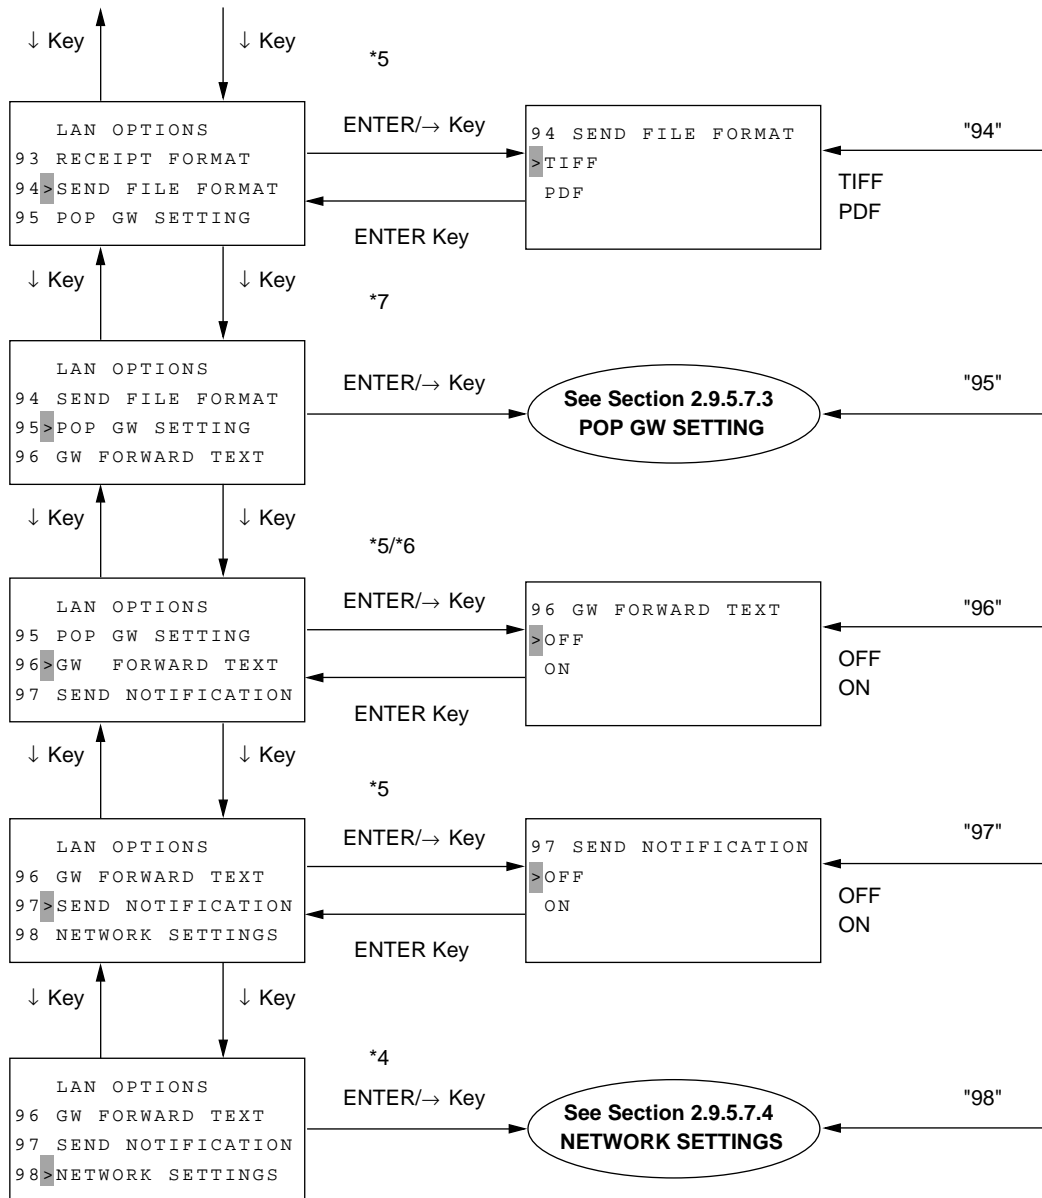 ↓ Key
↓ Key
*5
LAN OPTIONS
93 RECEIPT FORMAT
94>SEND FILE FORMAT
95 POP GW SETTING
ENTER/→ Key
ENTER Key
94 SEND FILE FORMAT
>TIFF
PDF
"94"
TIFF
PDF
↓ Key
↓ Key
*7
LAN OPTIONS
94 SEND FILE FORMAT
95>POP GW SETTING
96 GW FORWARD TEXT
ENTER/→ Key
See Section 2.9.5.7.3
POP GW SETTING
"95"
↓ Key
↓ Key
*5/*6
LAN OPTIONS
95 POP GW SETTING
96>GW FORWARD TEXT
97 SEND NOTIFICATION
ENTER/→ Key
ENTER Key
96 GW FORWARD TEXT
>OFF
ON
"96"
OFF
ON
↓ Key
↓ Key
*5
LAN OPTIONS
96 GW FORWARD TEXT
97>SEND NOTIFICATION
98 NETWORK SETTINGS
ENTER/→ Key
ENTER Key
97 SEND NOTIFICATION
>OFF
ON
"97"
OFF
ON
↓ Key
↓ Key
*4
LAN OPTIONS
96 GW FORWARD TEXT
97 SEND NOTIFICATION
98>NETWORK SETTINGS
ENTER/→ Key
See Section 2.9.5.7.4
NETWORK SETTINGS
"98"